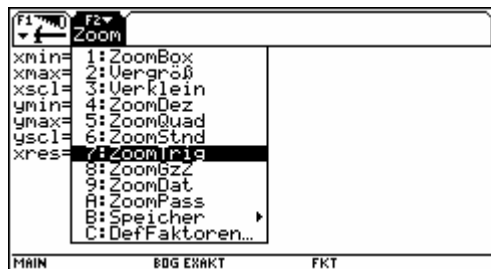 F1 F2
Zoom
xmin= 1:ZoomBox
xmax= 2:Vergröß
xscl= 3:Verklein
ymin= 4:ZoomDez
ymax= 5:ZoomQuad
yscl= 6:ZoomStnd
xres= 7:ZoomTrig
8:ZoomGzZ
9:ZoomDat
A:ZoomPass
B:Speicher
C:DefFaktoren…
MAIN BOG EXAKT FKT